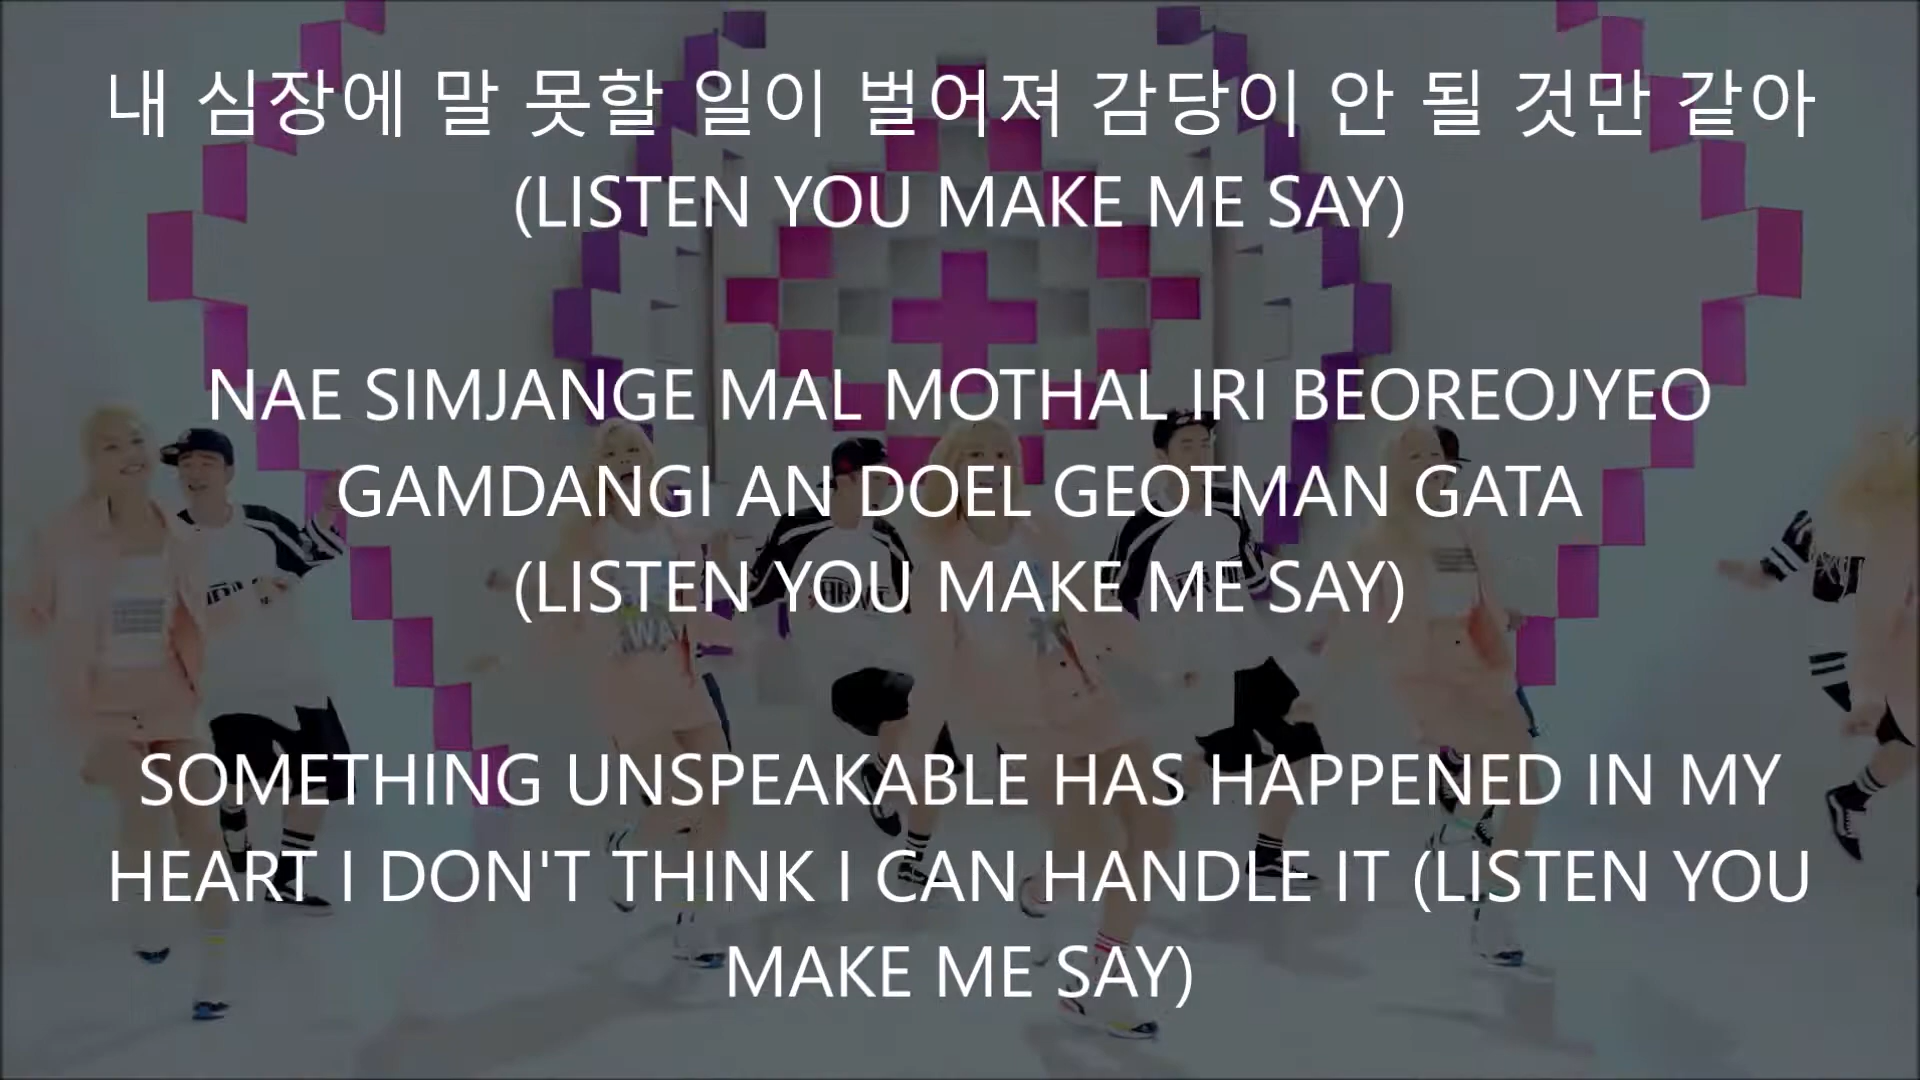 내 심장에 말 못할 일이 벌어져 감당이 안 될 것만 같아
(LISTEN YOU MAKE ME SAY)
NAE SIMJANGE MAL MOTHAL IRI BEOREOJYEO
GAMDANGI AN DOEL GEOTMAN GATA
(LISTEN YOU MAKE ME SAY)
SOMETHING UNSPEAKABLE HAS HAPPENED IN MY
HEART I DON'T THINK I CAN HANDLE IT (LISTEN YOU
MAKE ME SAY)